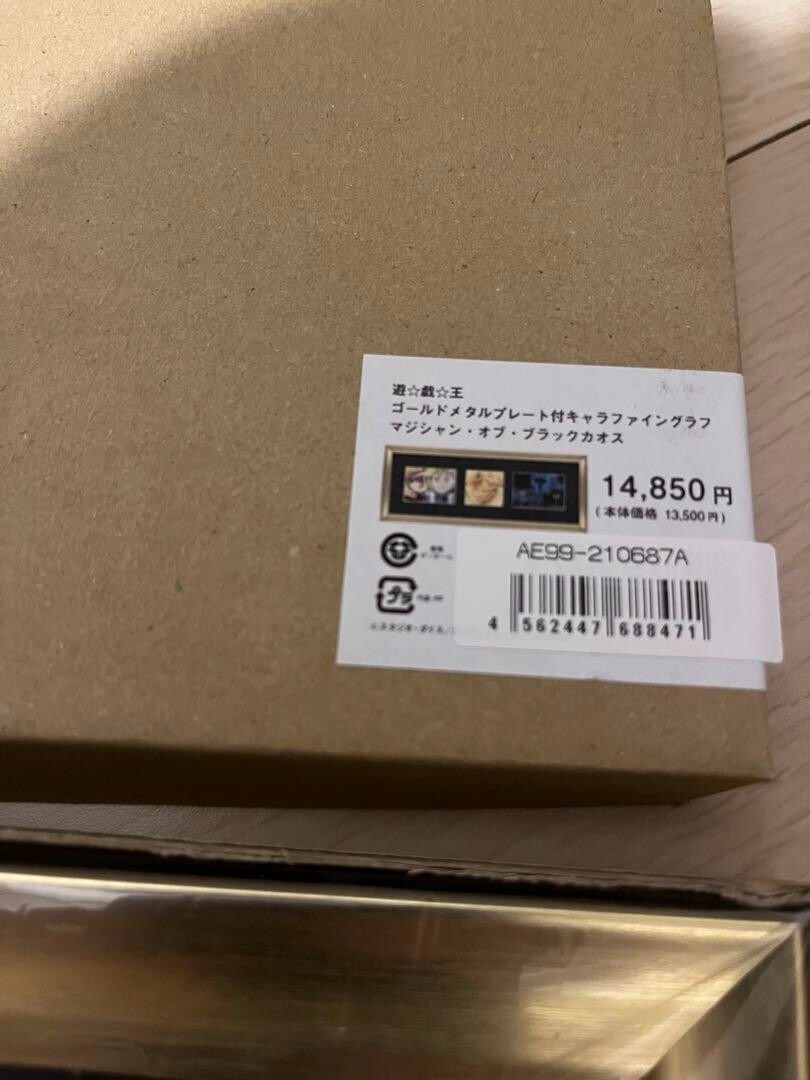 遊☆戯☆王
ゴールドメタルプレート付キャラファイングラフ
マジシャン・オブ・ブラックカオス
14,850円
(本体価格 13,500円)
AE99-210687A
プラ
4 562447 688471